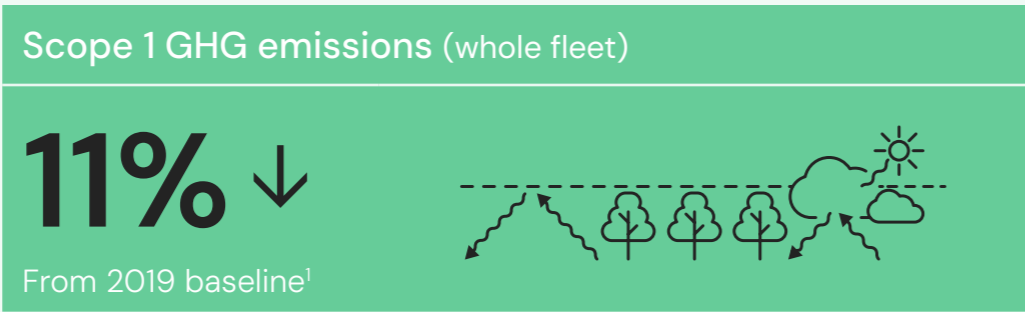 Scope 1 GHG emissions (whole fleet)
11% ↓
From 2019 baseline¹